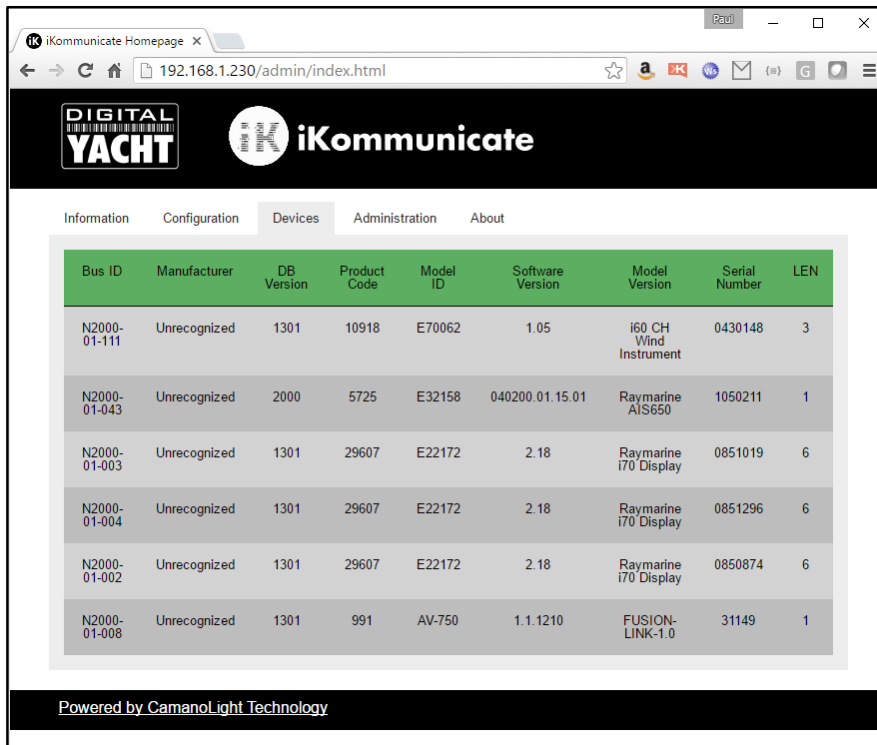 Paul
iK iKommunicate Homepage
192.168.1.230/admin/index.html
DIGITAL
YACHT
iK iKommunicate
Information Configuration Devices Administration About
Bus ID Manufacturer DB Version Product Code Model ID Software Version Model Version Serial Number LEN
N2000-01-111 Unrecognized 1301 10918 E70062 1.05 i60 CH Wind Instrument 0430148 3
N2000-01-043 Unrecognized 2000 5725 E32158 040200.01.15.01 Raymarine AIS650 1050211 1
N2000-01-003 Unrecognized 1301 29607 E22172 2.18 Raymarine i70 Display 0851019 6
N2000-01-004 Unrecognized 1301 29607 E22172 2.18 Raymarine i70 Display 0851296 6
N2000-01-002 Unrecognized 1301 29607 E22172 2.18 Raymarine i70 Display 0850874 6
N2000-01-008 Unrecognized 1301 991 AV-750 1.1.1210 FUSION-LINK-1.0 31149 1
Powered by CamanoLight Technology